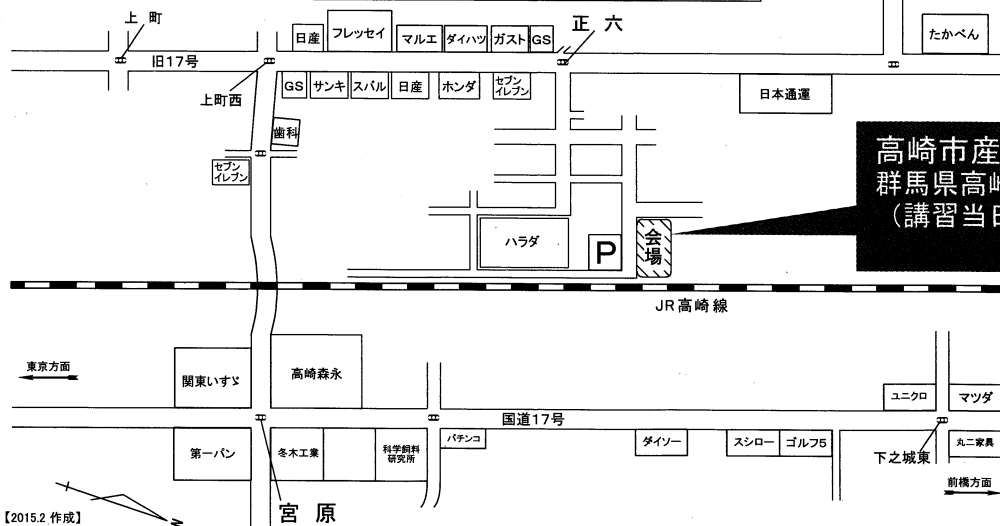 上町
正六
日産
フレッセイ
マルエ
ダイハツ
ガスト
GS
たかべん
旧17号
上町西
GS
サンキ
スバル
日産
ホンダ
セブン
イレブン
日本通運
歯科
セブン
イレブン
高崎市産
群馬県高崎
（講習当日
ハラダ
P
会場
JR高崎線
東京方面
関東いすゞ
高崎森永
ユニクロ
マツダ
国道17号
第一パン
冬木工業
科学飼料
研究所
パチンコ
ダイソー
スシロー
ゴルフ5
下之城東
丸二家具
前橋方面
宮原
N
【2015.2 作成】